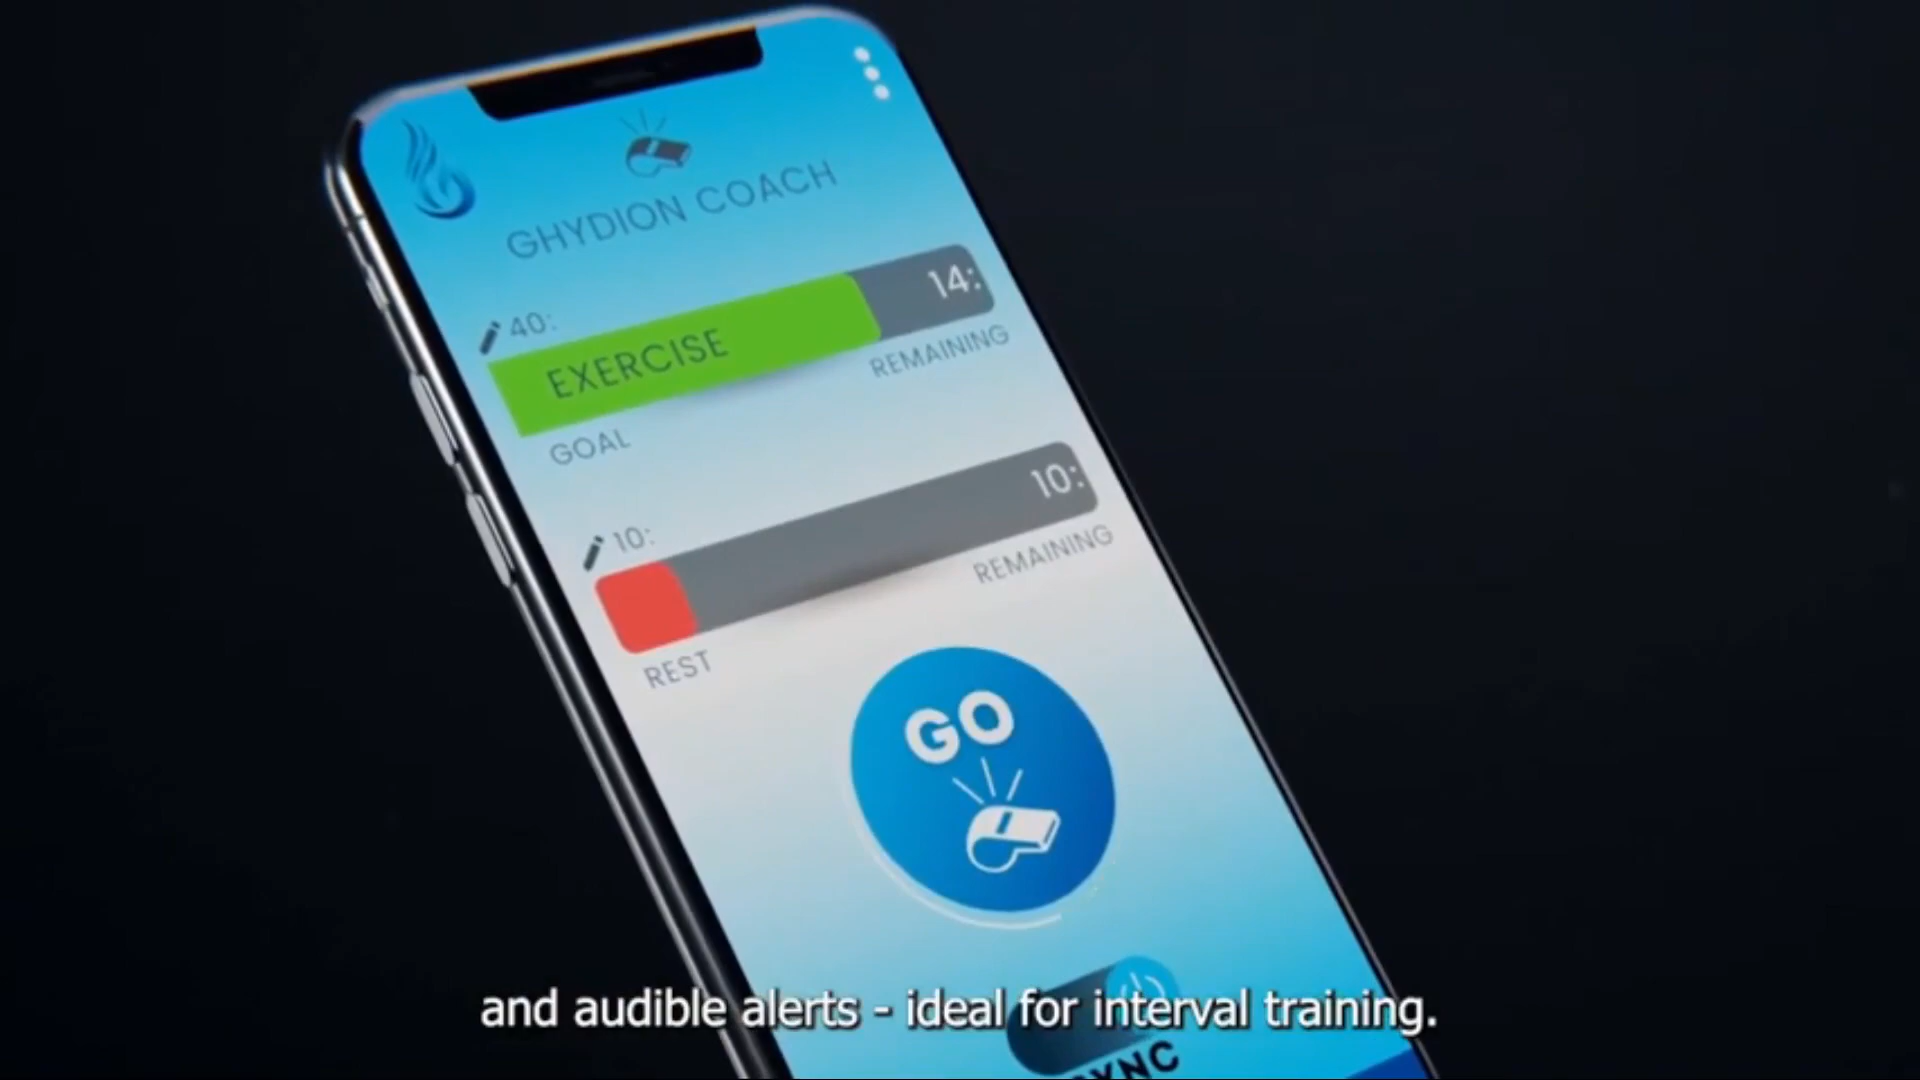 GHYDION COACH
40:
EXERCISE
14:
GOAL
REMAINING
10:
10:
REST
REMAINING
GO
and audible alerts - ideal for interval training.